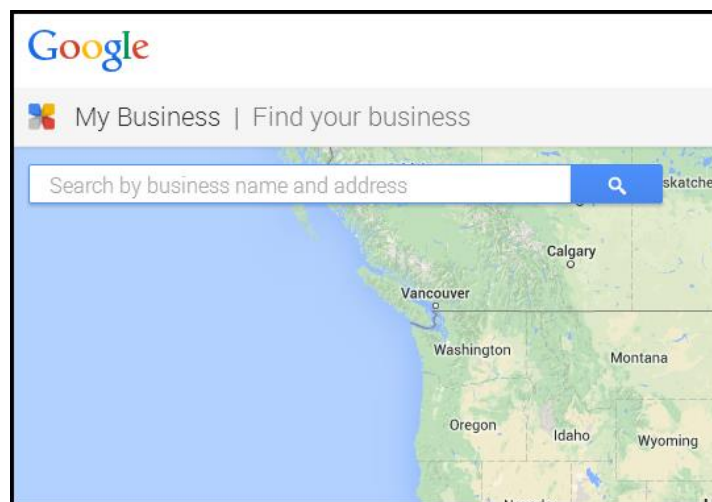 Google
My Business | Find your business
Search by business name and address
skatche
Calgary
Vancouver
Washington
Montana
Oregon
Idaho
Wyoming